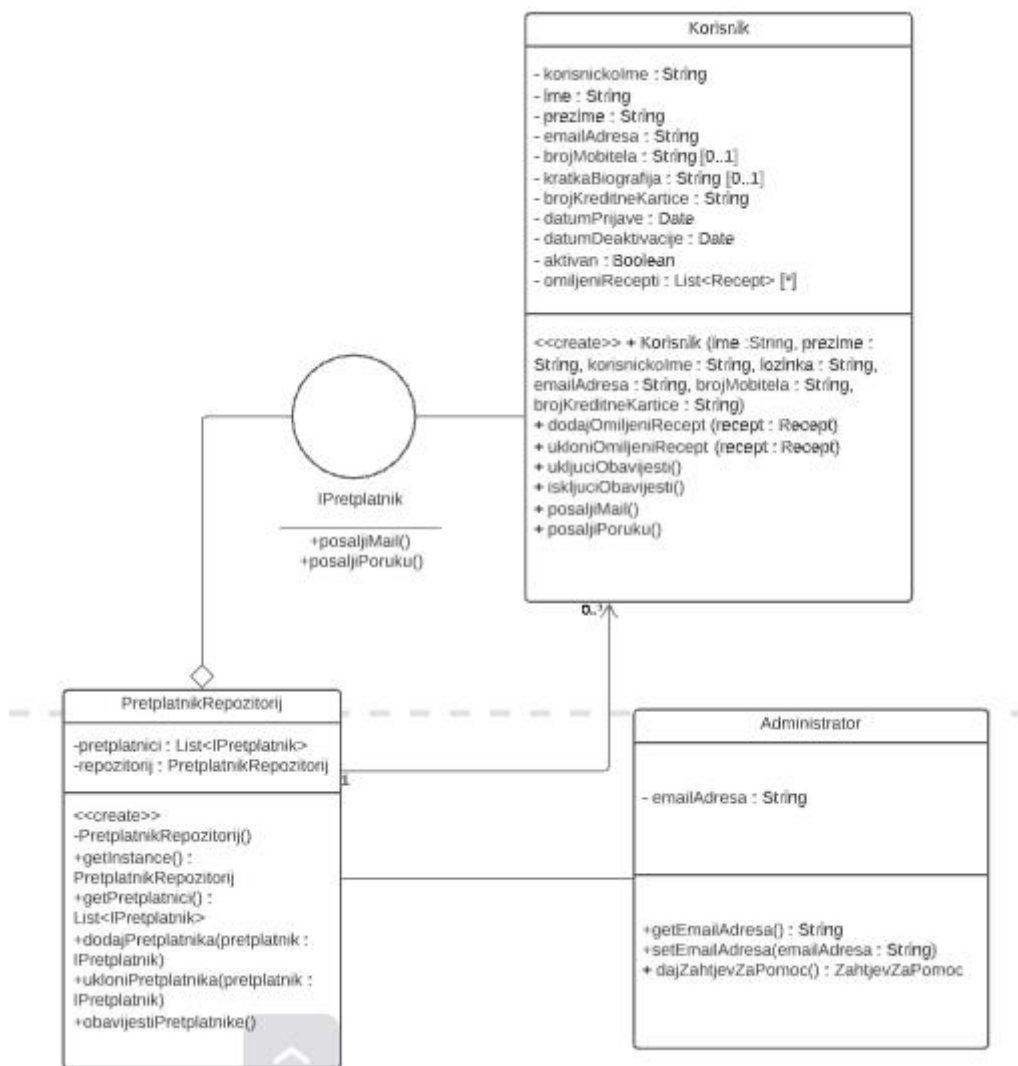 Korisnik
- korisnickoIme : String
- ime : String
- prezime : String
- emailAdresa : String
- brojMobitela : String [0..1]
- kratkaBiografija : String [0..1]
- brojKreditneKartice : String
- datumPrijave : Date
- datumDeaktivacije : Date
- aktivan : Boolean
- omiljeniRecepti : List<Recept> [*]
<<create>> + Korisnik (ime :String, prezime :
String, korisnickoIme : String, lozinka : String,
emailAdresa : String, brojMobitela : String,
brojKreditneKartice : String)
+ dodajOmiljeniRecept (recept : Recept)
+ ukloniOmiljeniRecept (recept : Recept)
+ ukljuciObavijesti()
+ iskljuciObavijesti()
+ posaljiMail()
+ posaljiPoruku()
IPretplatnik
+posaljiMail()
+posaljiPoruku()
0..*
PretplatnikRepozitorij
-pretplatnici : List<IPretplatnik>
-repozitorij : PretplatnikRepozitorij
1
<<create>>
-PretplatnikRepozitorij()
+getInstance() :
PretplatnikRepozitorij
+getPretplatnici() :
List<IPretplatnik>
+dodajPretplatnika(pretplatnik :
IPretplatnik)
+ukloniPretplatnika(pretplatnik :
IPretplatnik)
+obavijestiPretplatnike()
Administrator
- emailAdresa : String
+getEmailAdresa() : String
+setEmailAdresa(emailAdresa : String)
+ dajZahtjevZaPomoc() : ZahtjevZaPomoc